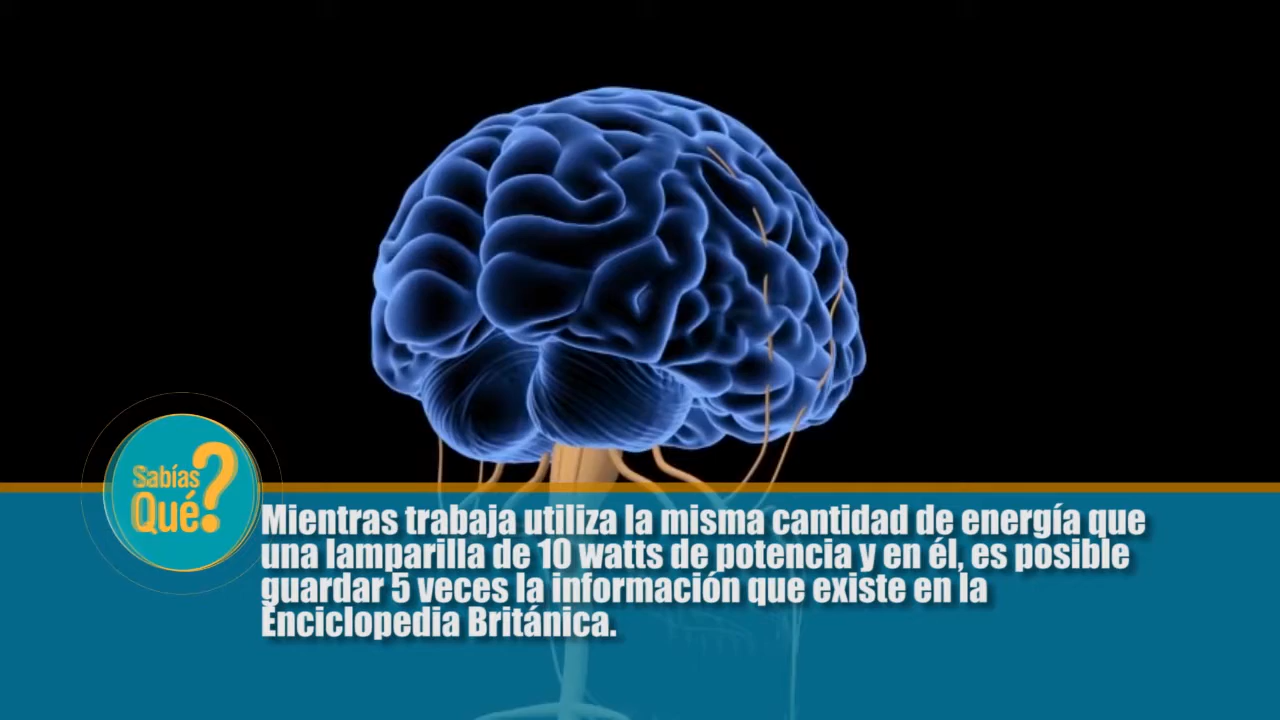 Sabías
Qué?
Mientras trabaja utiliza la misma cantidad de energía que
una lamparilla de 10 watts de potencia y en él, es posible
guardar 5 veces la información que existe en la
Enciclopedia Británica.